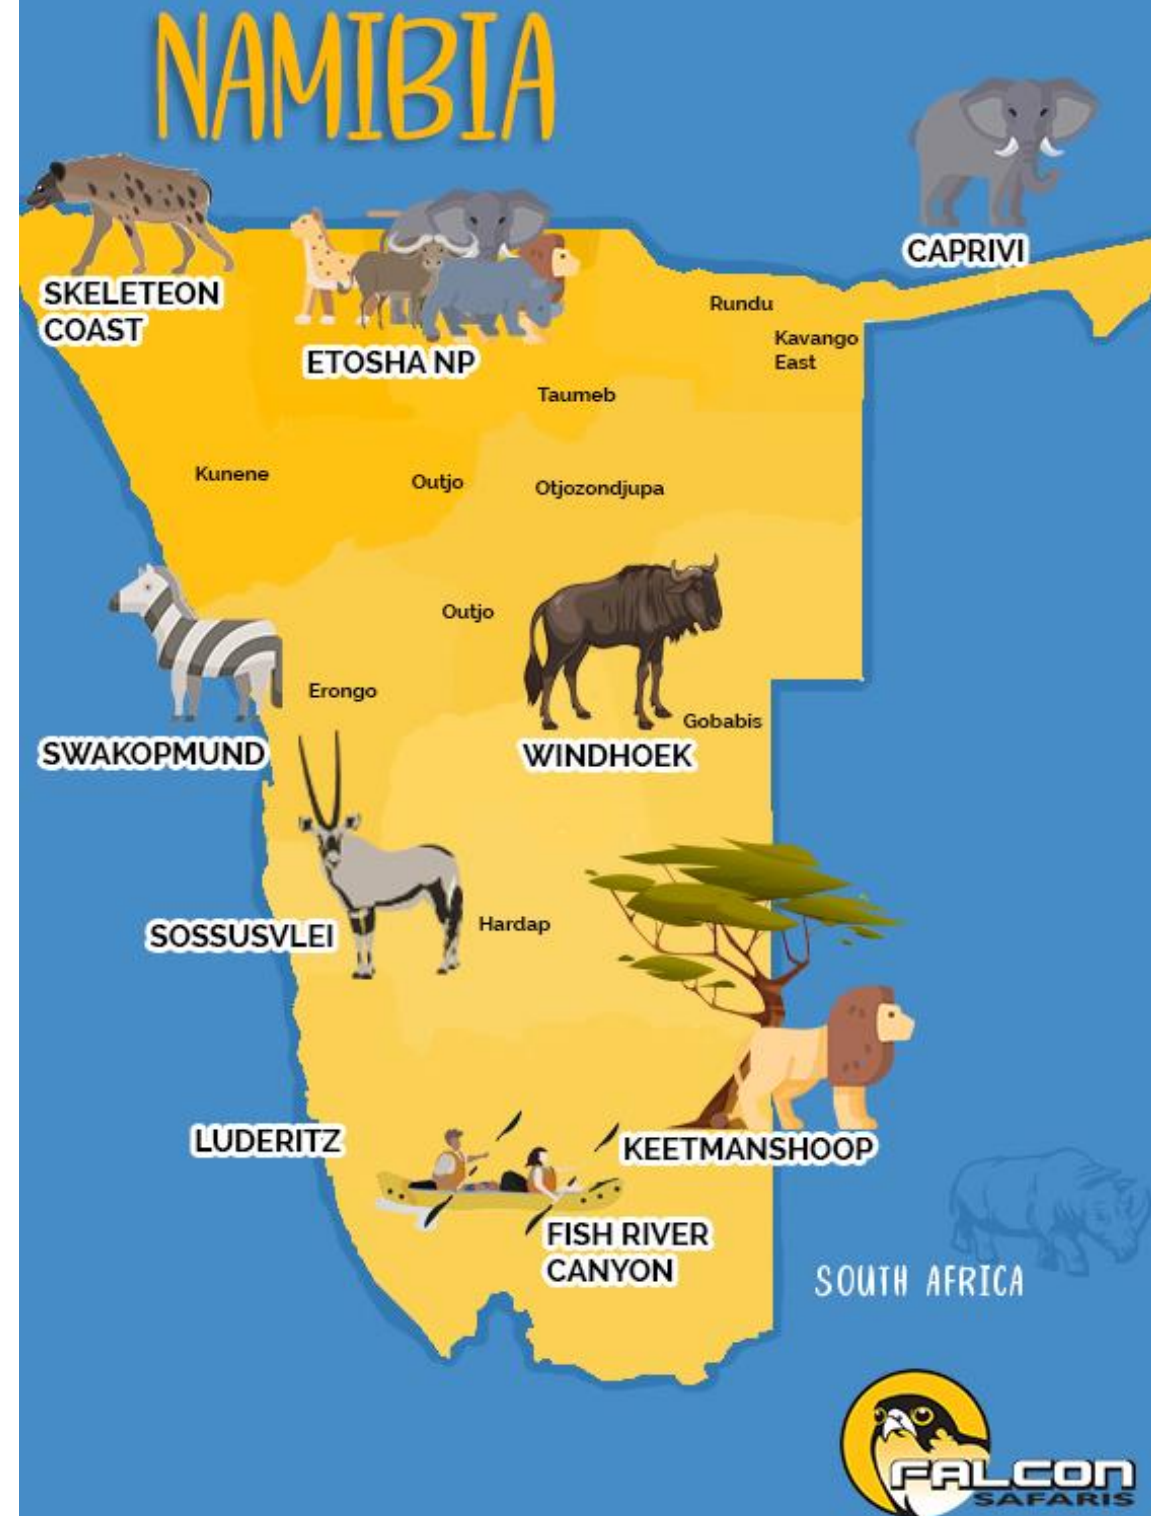 NAMIBIA
CAPRIVI
SKELETEON
COAST
ETOSHA NP
Rundu
Kavango
East
Taumeb
Kunene
Outjo
Otjozondjupa
Outjo
Erongo
Gobabis
SWAKOPMUND
WINDHOEK
SOSSUSVLEI
Hardap
LUDERITZ
KEETMANSHOOP
FISH RIVER
CANYON
SOUTH AFRICA
FALCON
SAFARIS